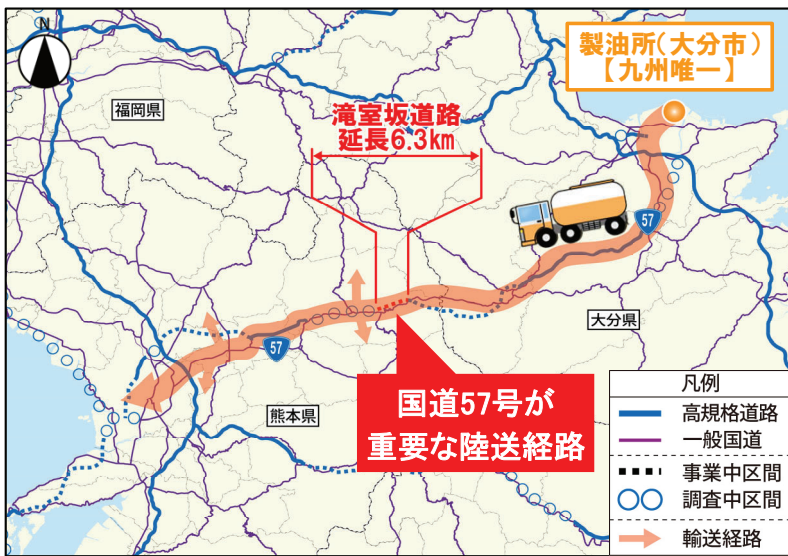 N
製油所(大分市)
【九州唯一】
福岡県
滝室坂道路
延長6.3km
57
大分県
57
国道57号が
重要な陸送経路
熊本県
凡例
高規格道路
一般国道
事業中区間
調査中区間
輸送経路